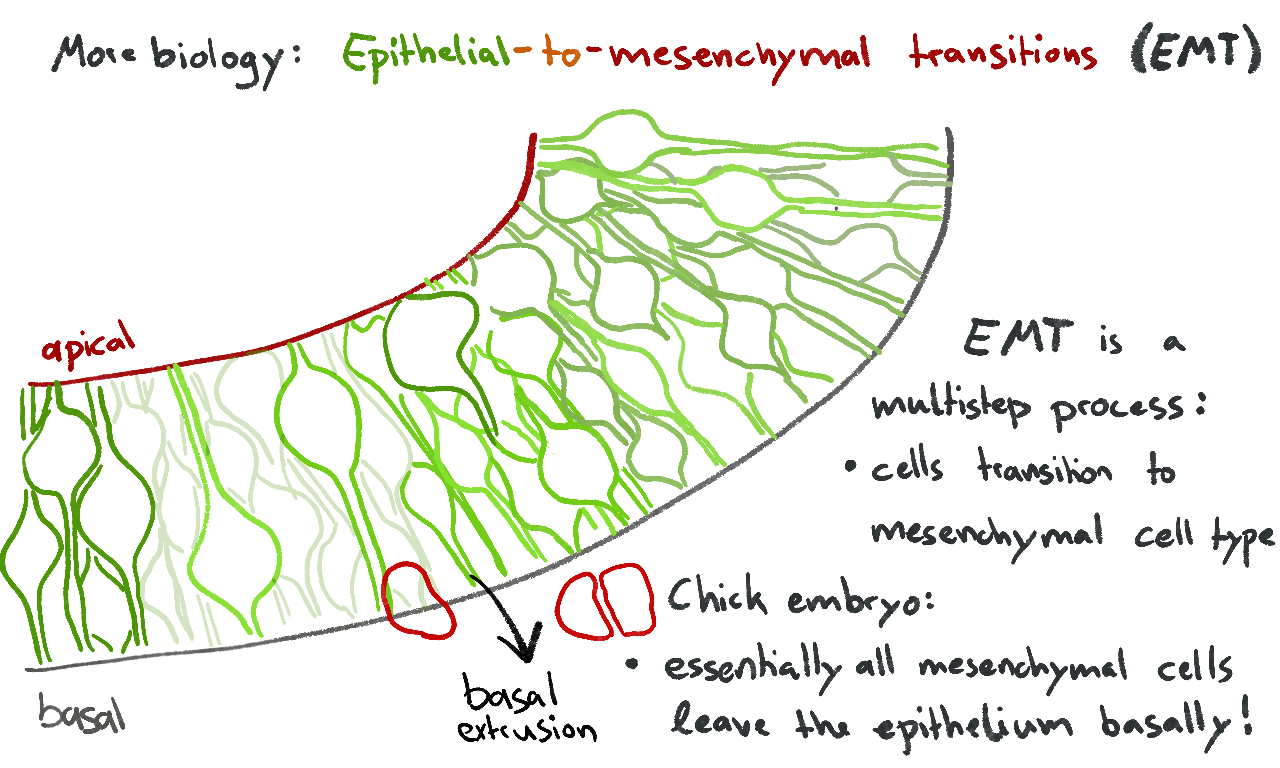 More biology: Epithelial-to-mesenchymal transitions (EMT)
apical
EMT is a
multistep process:
• cells transition to
mesenchymal cell type
Chick embryo:
• essentially all mesenchymal cells
leave the epithelium basally!
basal
extrusion
basal